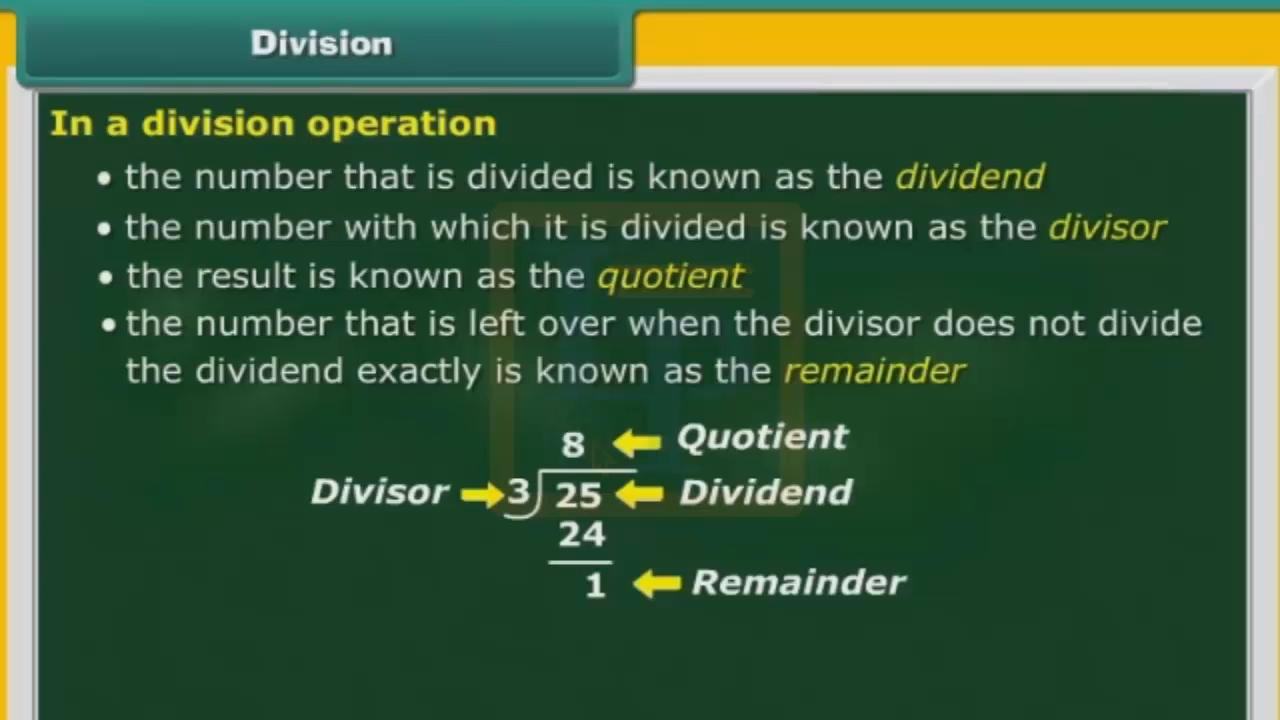 Division
In a division operation
• the number that is divided is known as the dividend
• the number with which it is divided is known as the divisor
• the result is known as the quotient
• the number that is left over when the divisor does not divide
the dividend exactly is known as the remainder
8 Quotient
Divisor 3 25 Dividend
24
1 Remainder